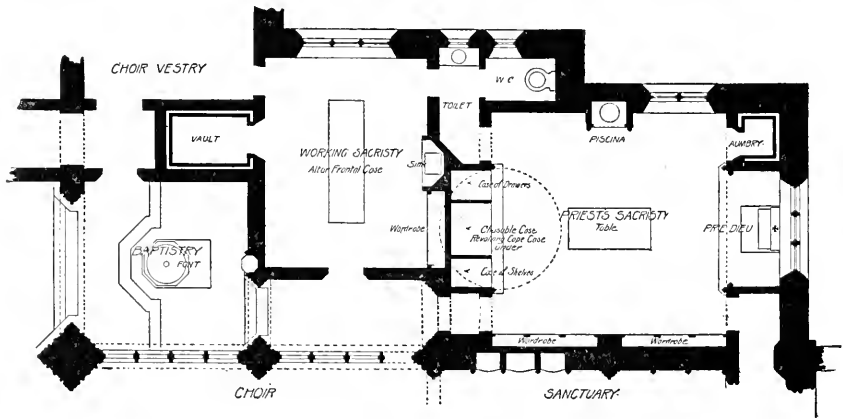 CHOIR VESTRY
W.C
TOILET
VAULT
PISCINA
AUMBRY
WORKING SACRISTY
Altar Frontal Case
Sink
Case of Drawers
Wardrobe
Chasuble Case
Revolving Cope Case
under
PRIESTS SACRISTY
Table
PRIE DIEU
BAPTISTRY
FONT
Case of Shelves
Wardrobe
Wardrobe
CHOIR
SANCTUARY.